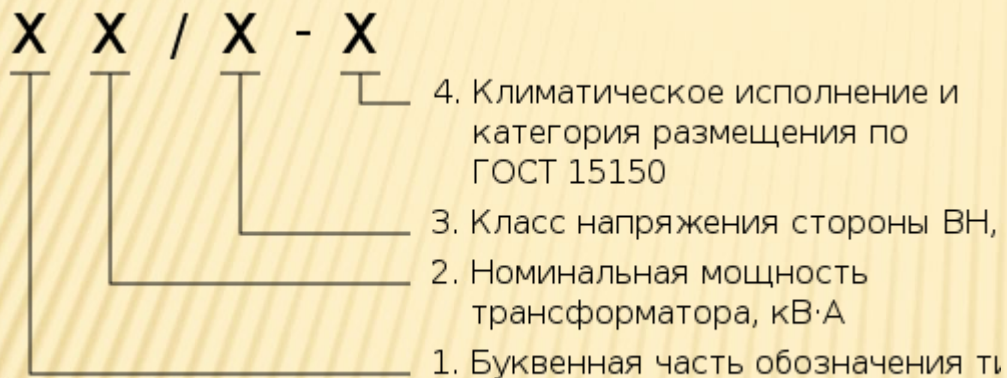 X X / X - X
4. Климатическое исполнение и
категория размещения по
ГОСТ 15150
3. Класс напряжения стороны ВН,
2. Номинальная мощность
трансформатора, кВ·А
1. Буквенная часть обозначения